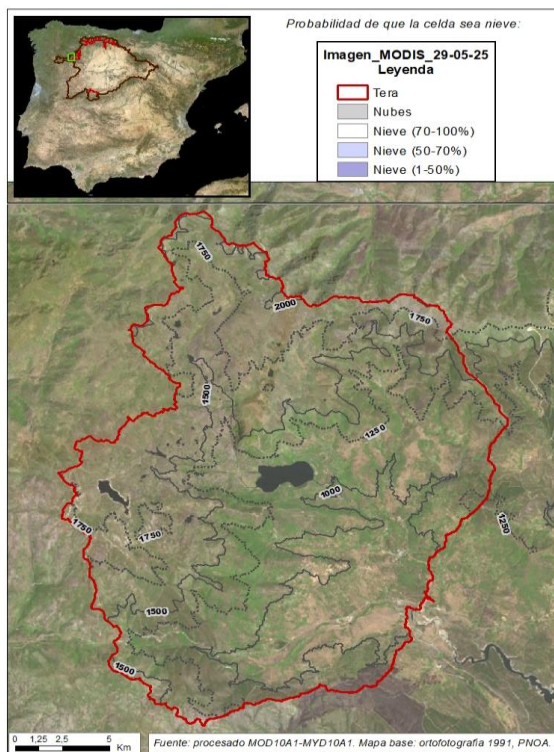 Probabilidad de que la celda sea nieve:
Imagen_MODIS_29-05-25
Leyenda
Tera
Nubes
Nieve (70-100%)
Nieve (50-70%)
Nieve (1-50%)
1750
2000
1750
1500
1250
1000
1250
1750
1750
1500
1500
0 1,25 2,5 5
Km
Fuente: procesado MOD10A1-MYD10A1. Mapa base: ortofotografia 1991, PNOA